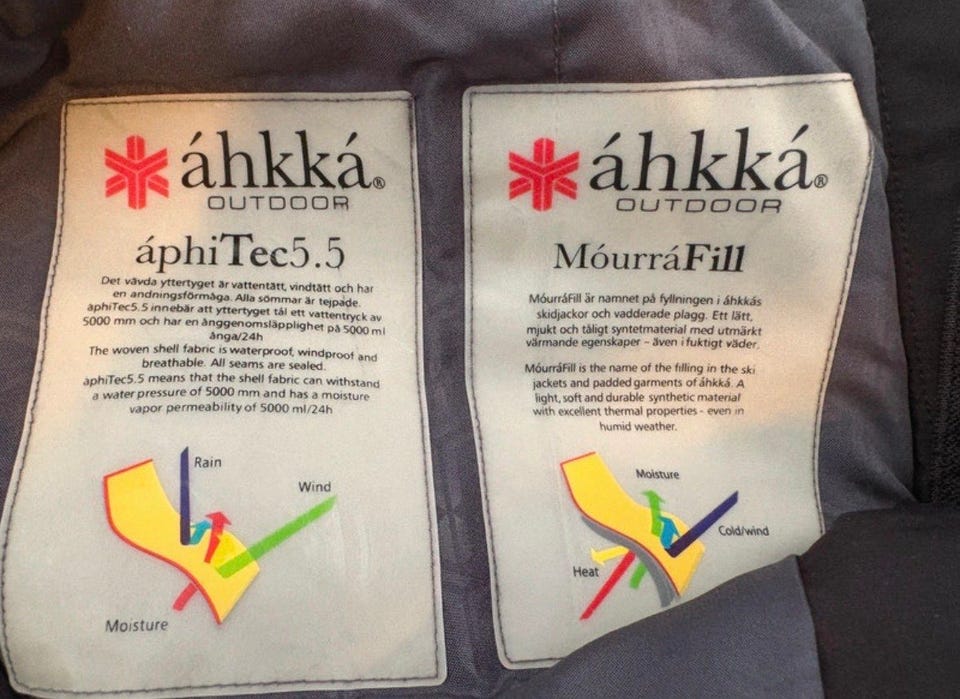 áhkká®
OUTDOOR
áphiTec5.5
Det vävda yttertyget är vattentätt, vindtätt och har
en andningsförmåga. Alla sömmar är tejpade.
aphiTec5.5 innebär att yttertyget tål ett vattentryck av
5000 mm och har en ånggenomsläpplighet på 5000 ml
ånga/24h
The woven shell fabric is waterproof, windproof and
breathable. All seams are sealed.
aphiTec5.5 means that the shell fabric can withstand
a water pressure of 5000 mm and has a moisture
vapor permeability of 5000 ml/24h
Rain
Wind
Moisture
áhkká®
OUTDOOR
MóurráFill
MóurráFill är namnet på fyllningen i áhkkás
skidjackor och vadderade plagg. Ett lätt,
mjukt och tåligt syntetmaterial med utmärkt
värmande egenskaper – även i fuktigt väder.
MóurráFill is the name of the filling in the ski
jackets and padded garments of áhkká. A
light, soft and durable synthetic material
with excellent thermal properties - even in
humid weather.
Moisture
Cold/wind
Heat